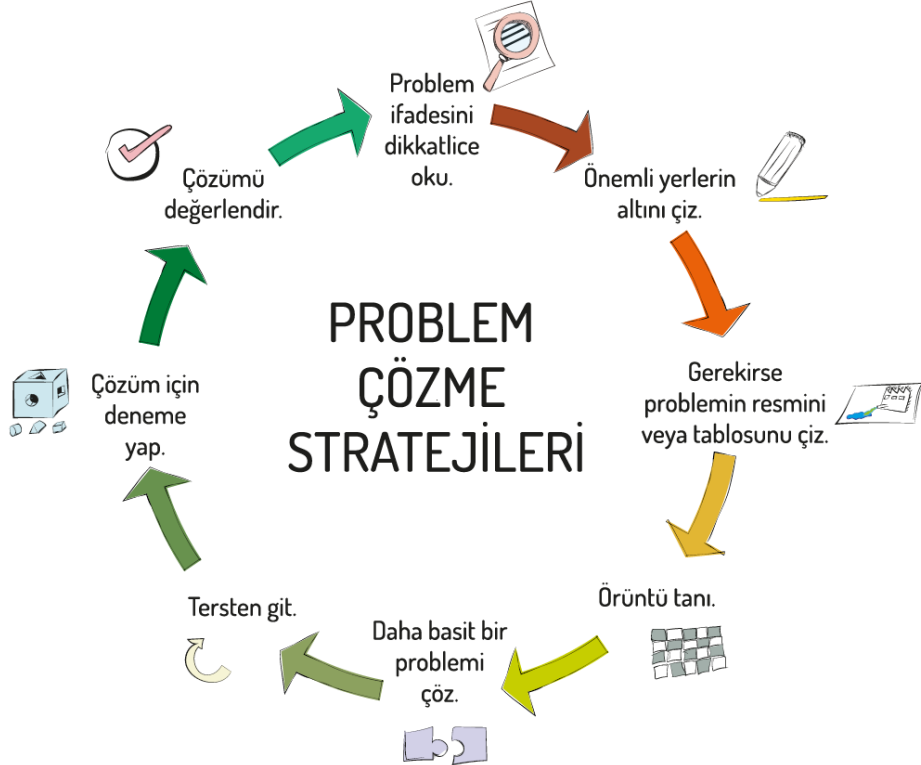 PROBLEM
ÇÖZME
STRATEJİLERİ
Problem
ifadesini
dikkatlice
oku.
Önemli yerlerin
altını çiz.
Gerekirse
problemin resmini
veya tablosunu çiz.
Örüntü tanı.
Daha basit bir
problemi
çöz.
Tersten git.
Çözüm için
deneme
yap.
Çözümü
değerlendir.